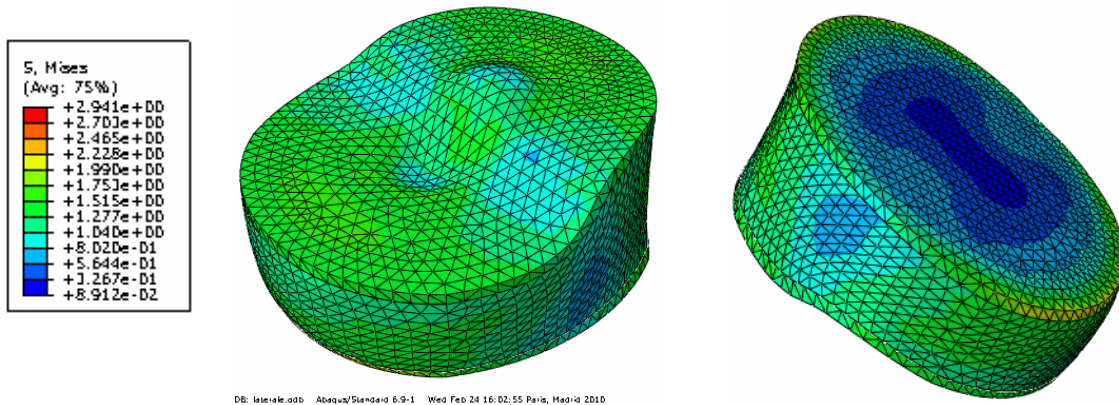 S, Mises
(Avg: 75%)
+2.941e+00
+2.703e+00
+2.465e+00
+2.228e+00
+1.990e+00
+1.753e+00
+1.515e+00
+1.277e+00
+1.040e+00
+8.020e-01
+5.644e-01
+3.267e-01
+8.912e-02
ODB: laterale.odb Abaqus/Standard 6.9-1 Wed Feb 24 16:02:55 Paris, Madrid 2010